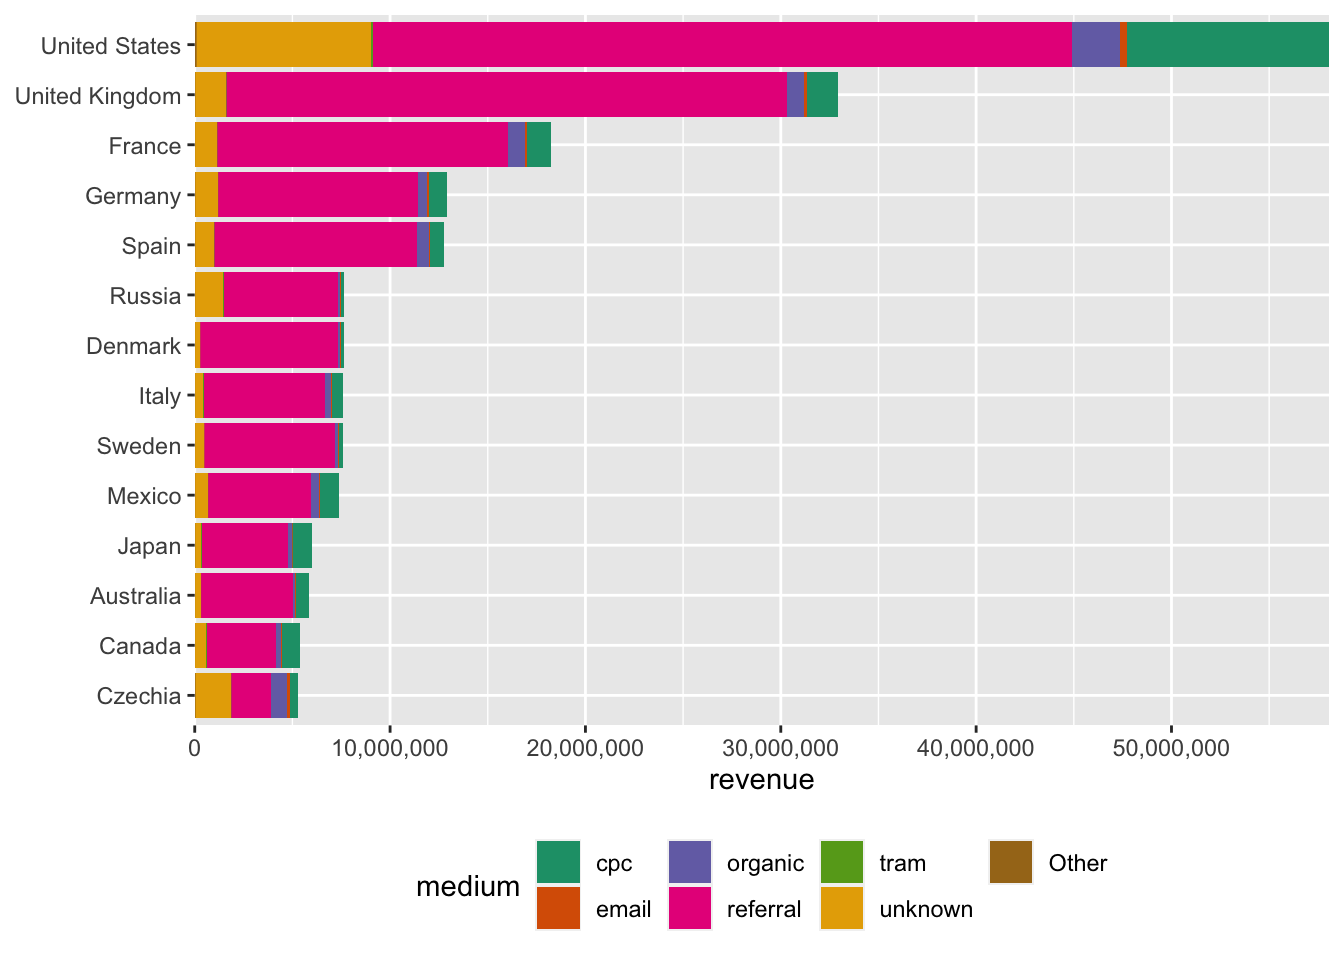 United States
United Kingdom
France
Germany
Spain
Russia
Denmark
Italy
Sweden
Mexico
Japan
Australia
Canada
Czechia
0 10,000,000 20,000,000 30,000,000 40,000,000 50,000,000
revenue
medium
cpc organic tram Other
email referral unknown